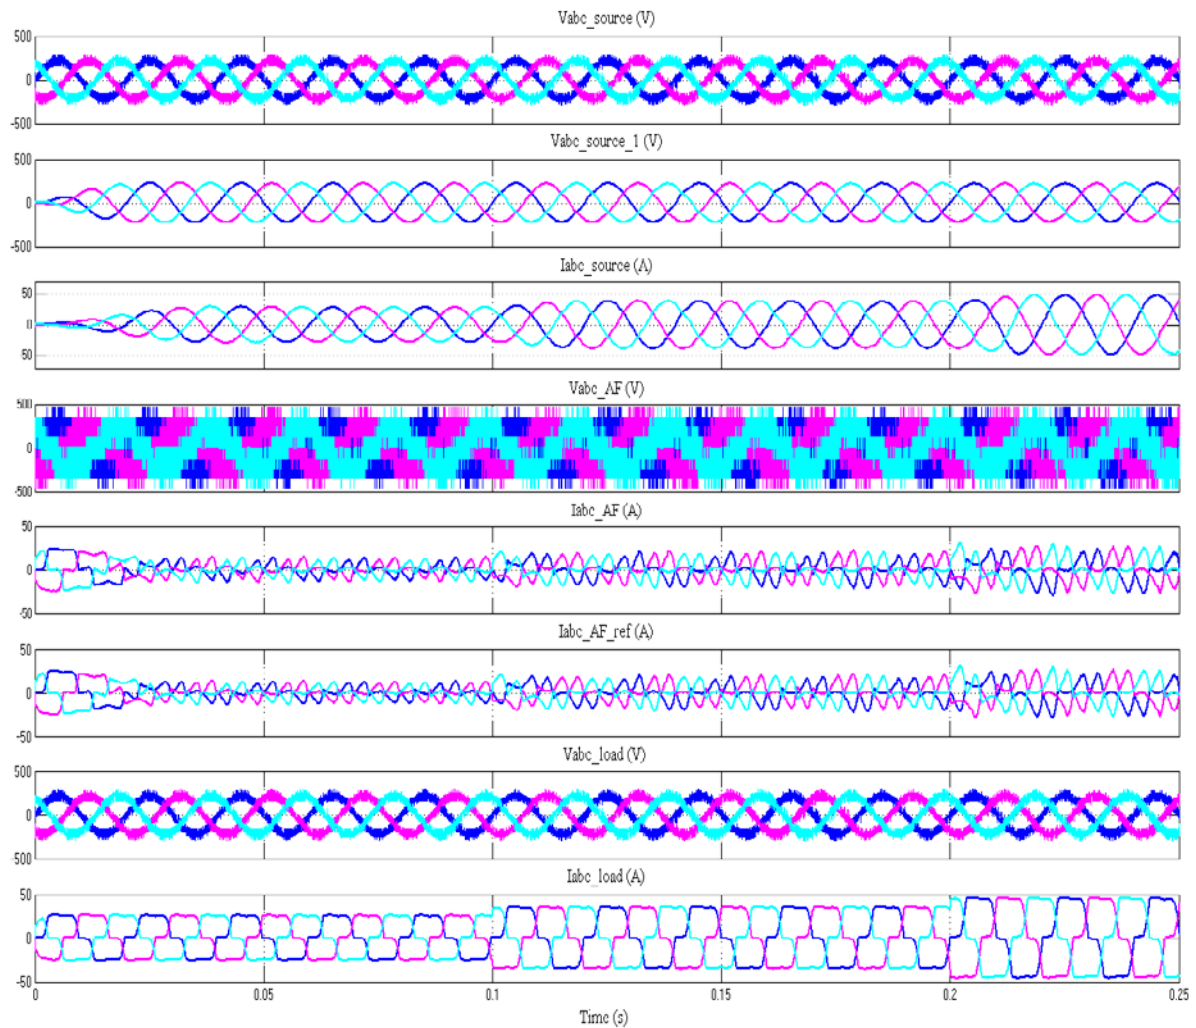 Vabc_source (V)
500
0
-500
Vabc_source_1 (V)
500
0
-500
Iabc_source (A)
50
0
50
Vabc_AF (V)
500
0
-500
Iabc_AF (A)
50
0
-50
Iabc_AF_ref (A)
50
0
-50
Vabc_load (V)
500
0
500
Iabc_load (A)
50
0
-50
0 0.05 0.1 0.15 0.2 0.25
Time (s)